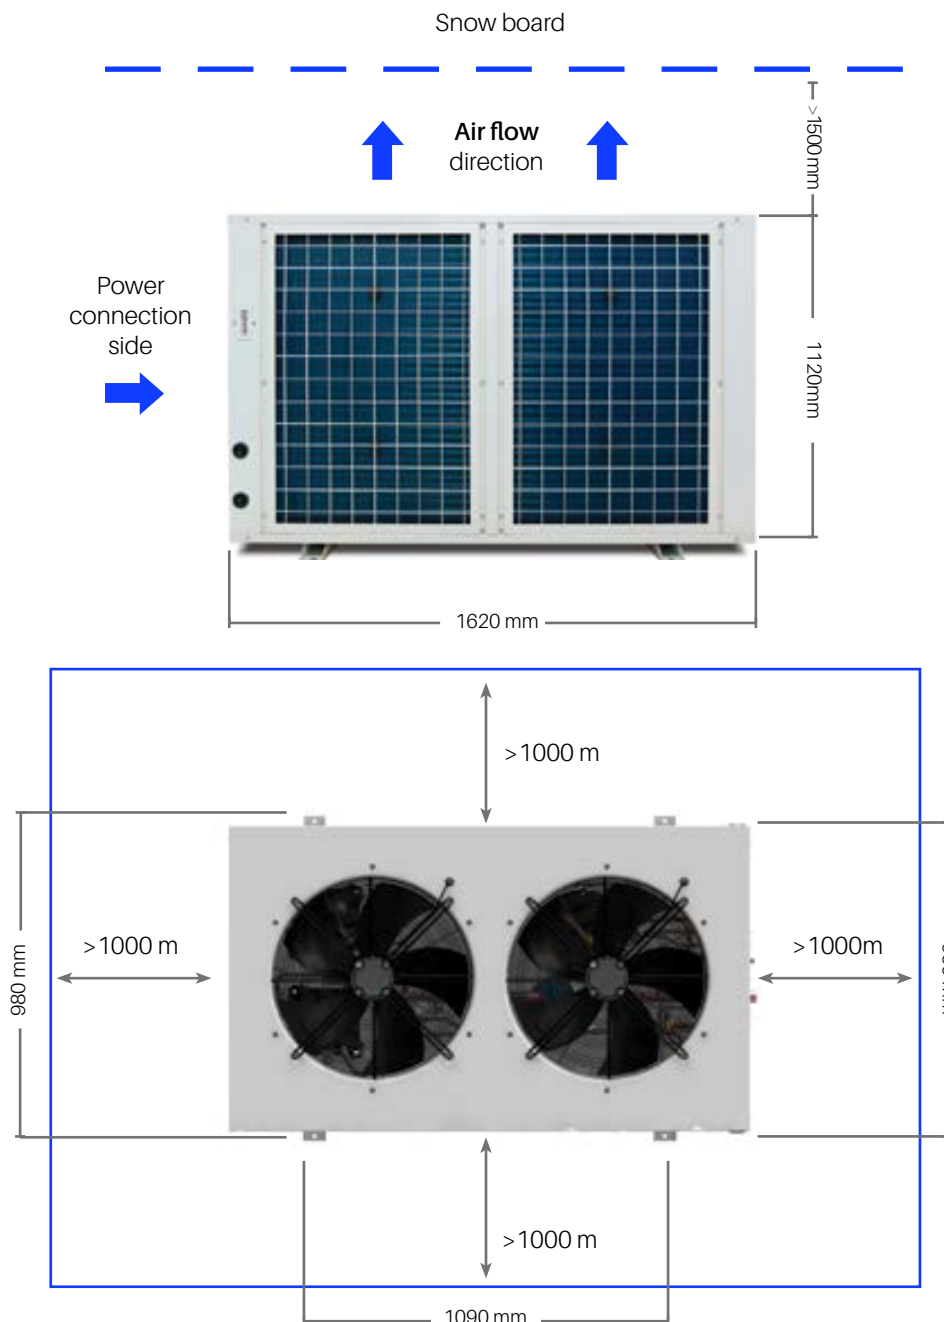 Snow board
Air flow
direction
>1500mm
Power
connection
side
1120mm
1620 mm
>1000 m
>1000 m
>1000m
980 mm
>1000 m
1090 mm